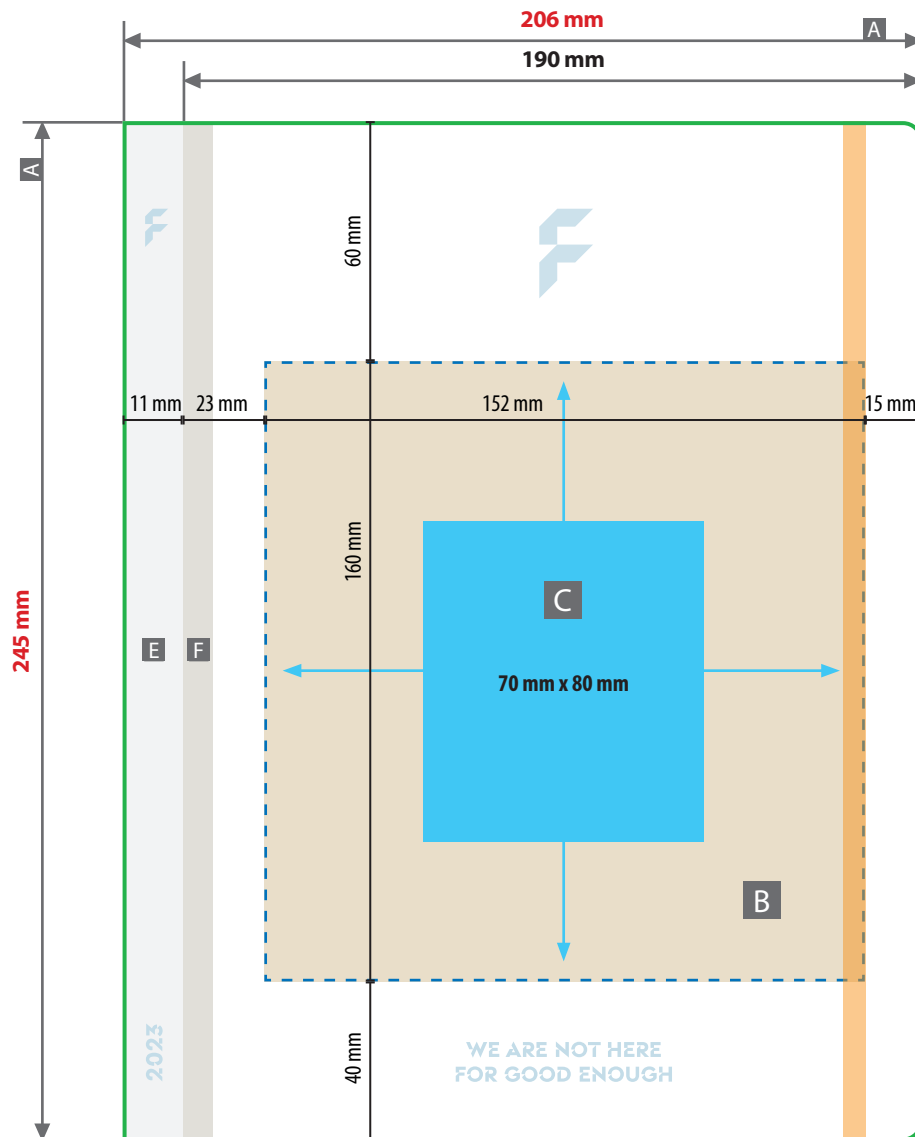 206 mm
A
190 mm
A
60 mm
11 mm
23 mm
152 mm
15 mm
160 mm
C
245 mm
E
F
70 mm x 80 mm
B
2023
40 mm
WE ARE NOT HERE
FOR GOOD ENOUGH